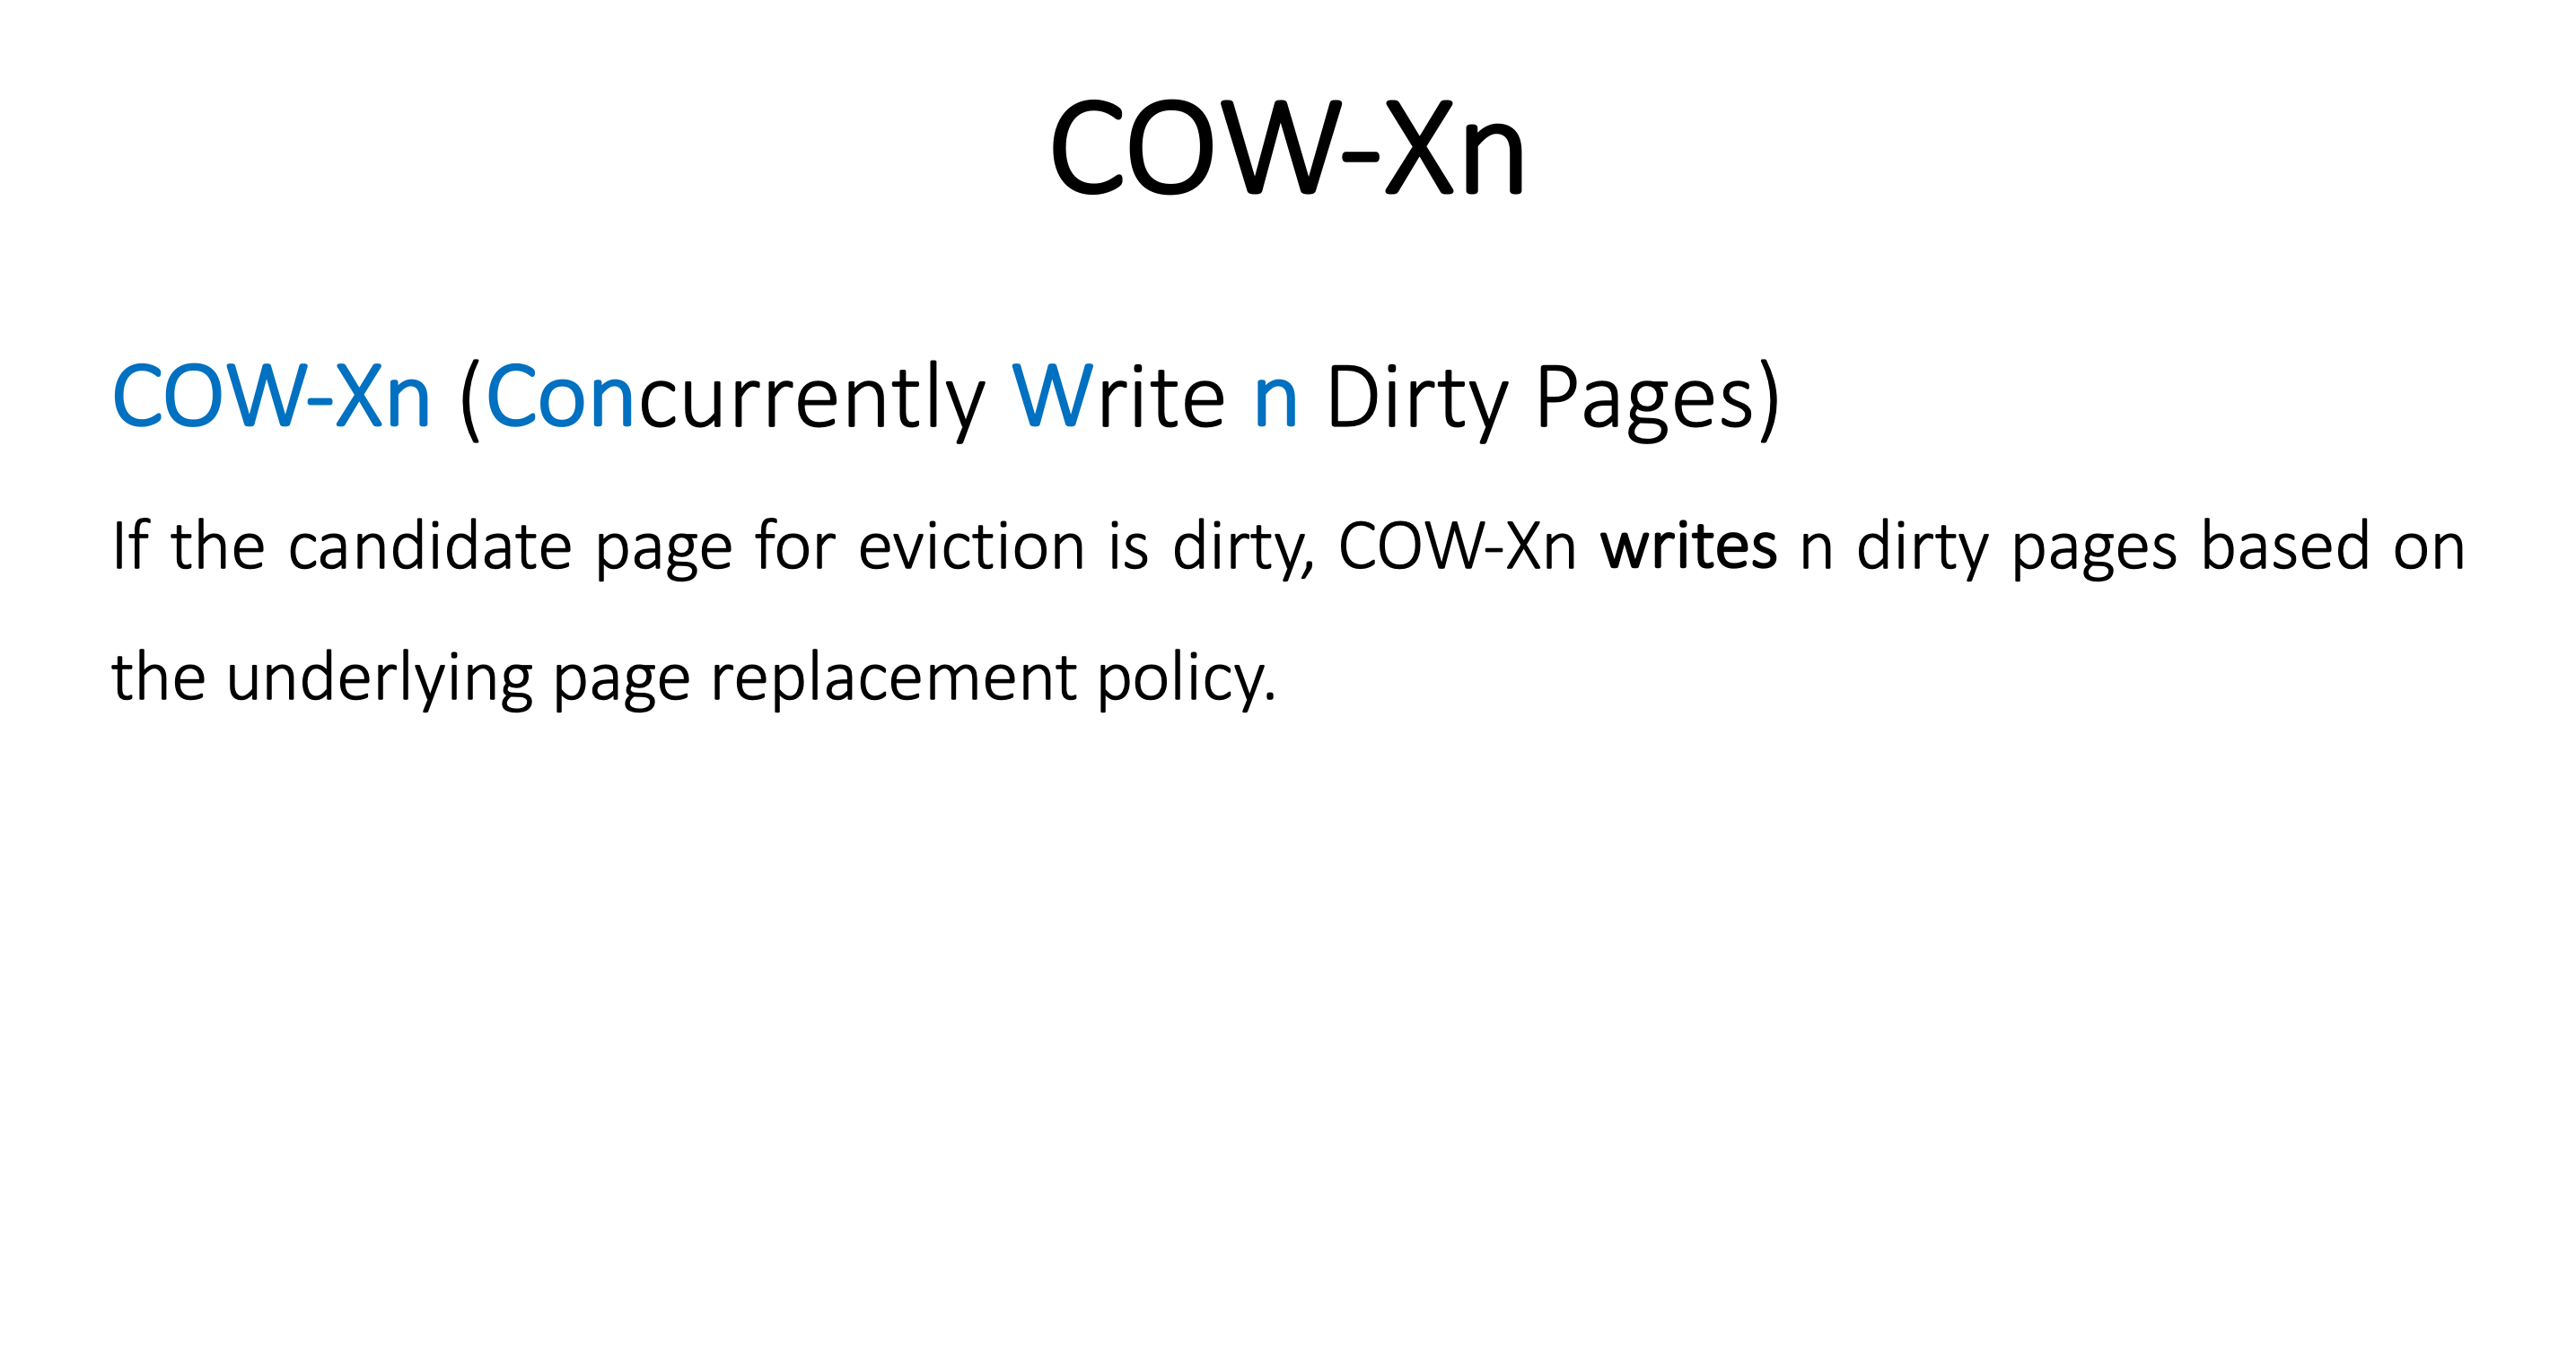 COW-Xn
COW-Xn (Concurrently Write n Dirty Pages)
If the candidate page for eviction is dirty, COW-Xn writes n dirty pages based on
the underlying page replacement policy.